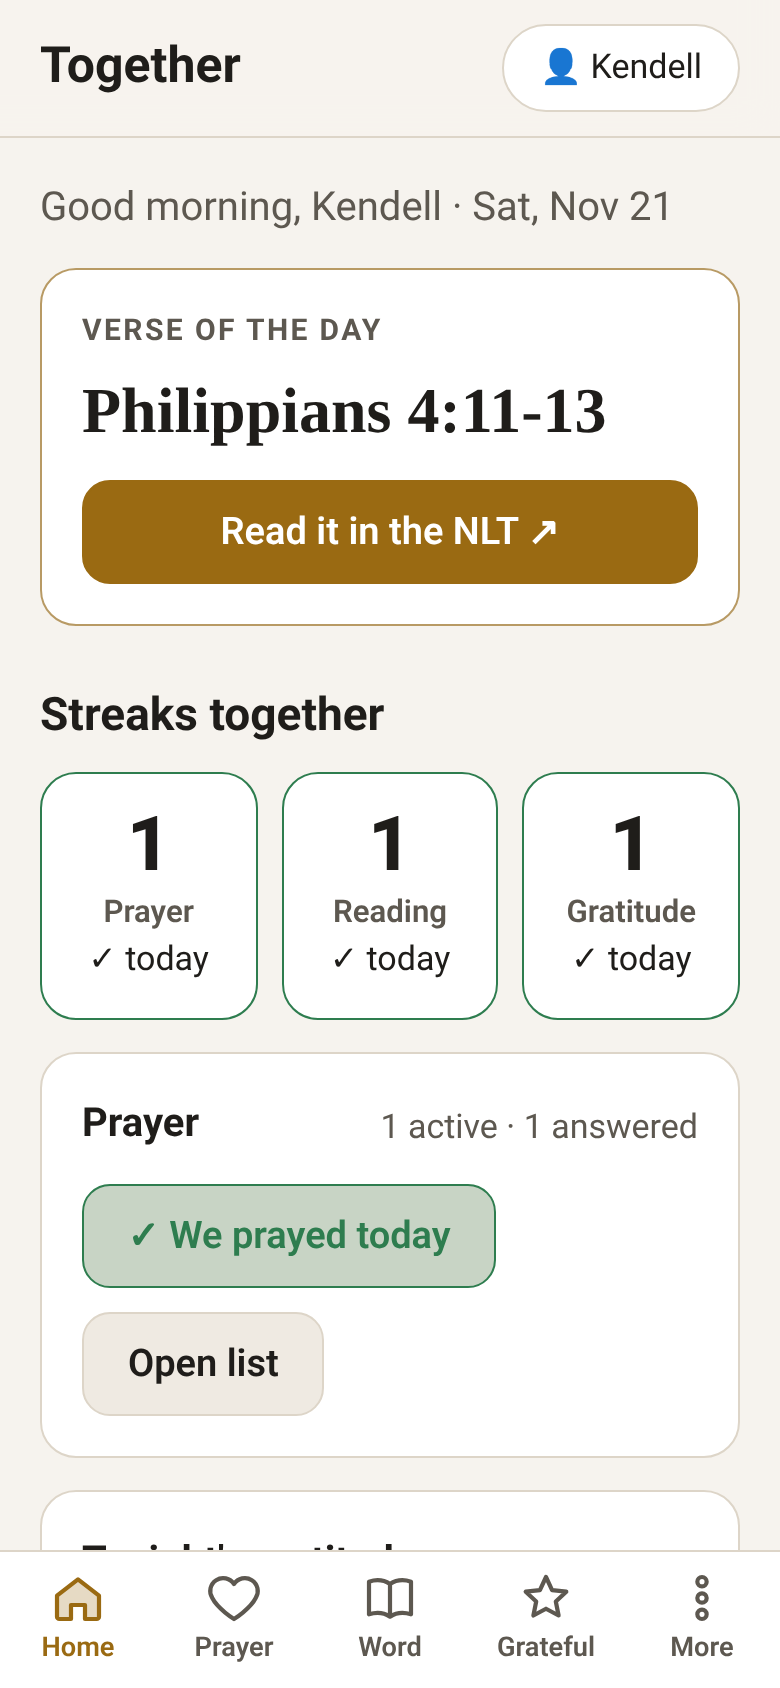 Together
Kendell
Good morning, Kendell · Sat, Nov 21
VERSE OF THE DAY
Philippians 4:11-13
Read it in the NLT ↗
Streaks together
1
Prayer
✓ today
1
Reading
✓ today
1
Gratitude
✓ today
Prayer
1 active · 1 answered
✓ We prayed today
Open list
Home
Prayer
Word
Grateful
More